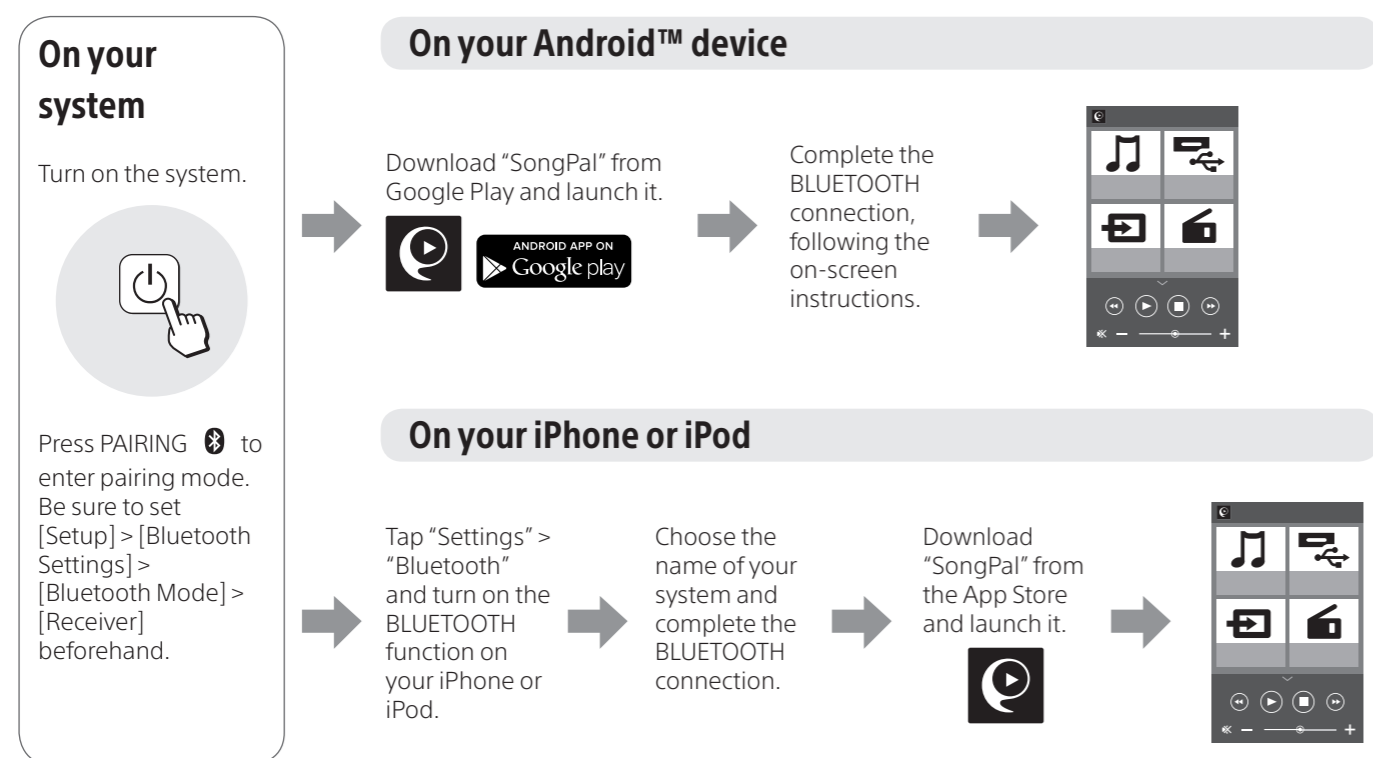 On your
system
Turn on the system.
Press PAIRING to
enter pairing mode.
Be sure to set
[Setup] > [Bluetooth
Settings] >
[Bluetooth Mode] >
[Receiver]
beforehand.
On your Android™ device
Download “SongPal” from
Google Play and launch it.
ANDROID APP ON
Google play
Complete the
BLUETOOTH
connection,
following the
on-screen
instructions.
On your iPhone or iPod
Tap “Settings” >
“Bluetooth”
and turn on the
BLUETOOTH
function on
your iPhone or
iPod.
Choose the
name of your
system and
complete the
BLUETOOTH
connection.
Download
“SongPal” from
the App Store
and launch it.